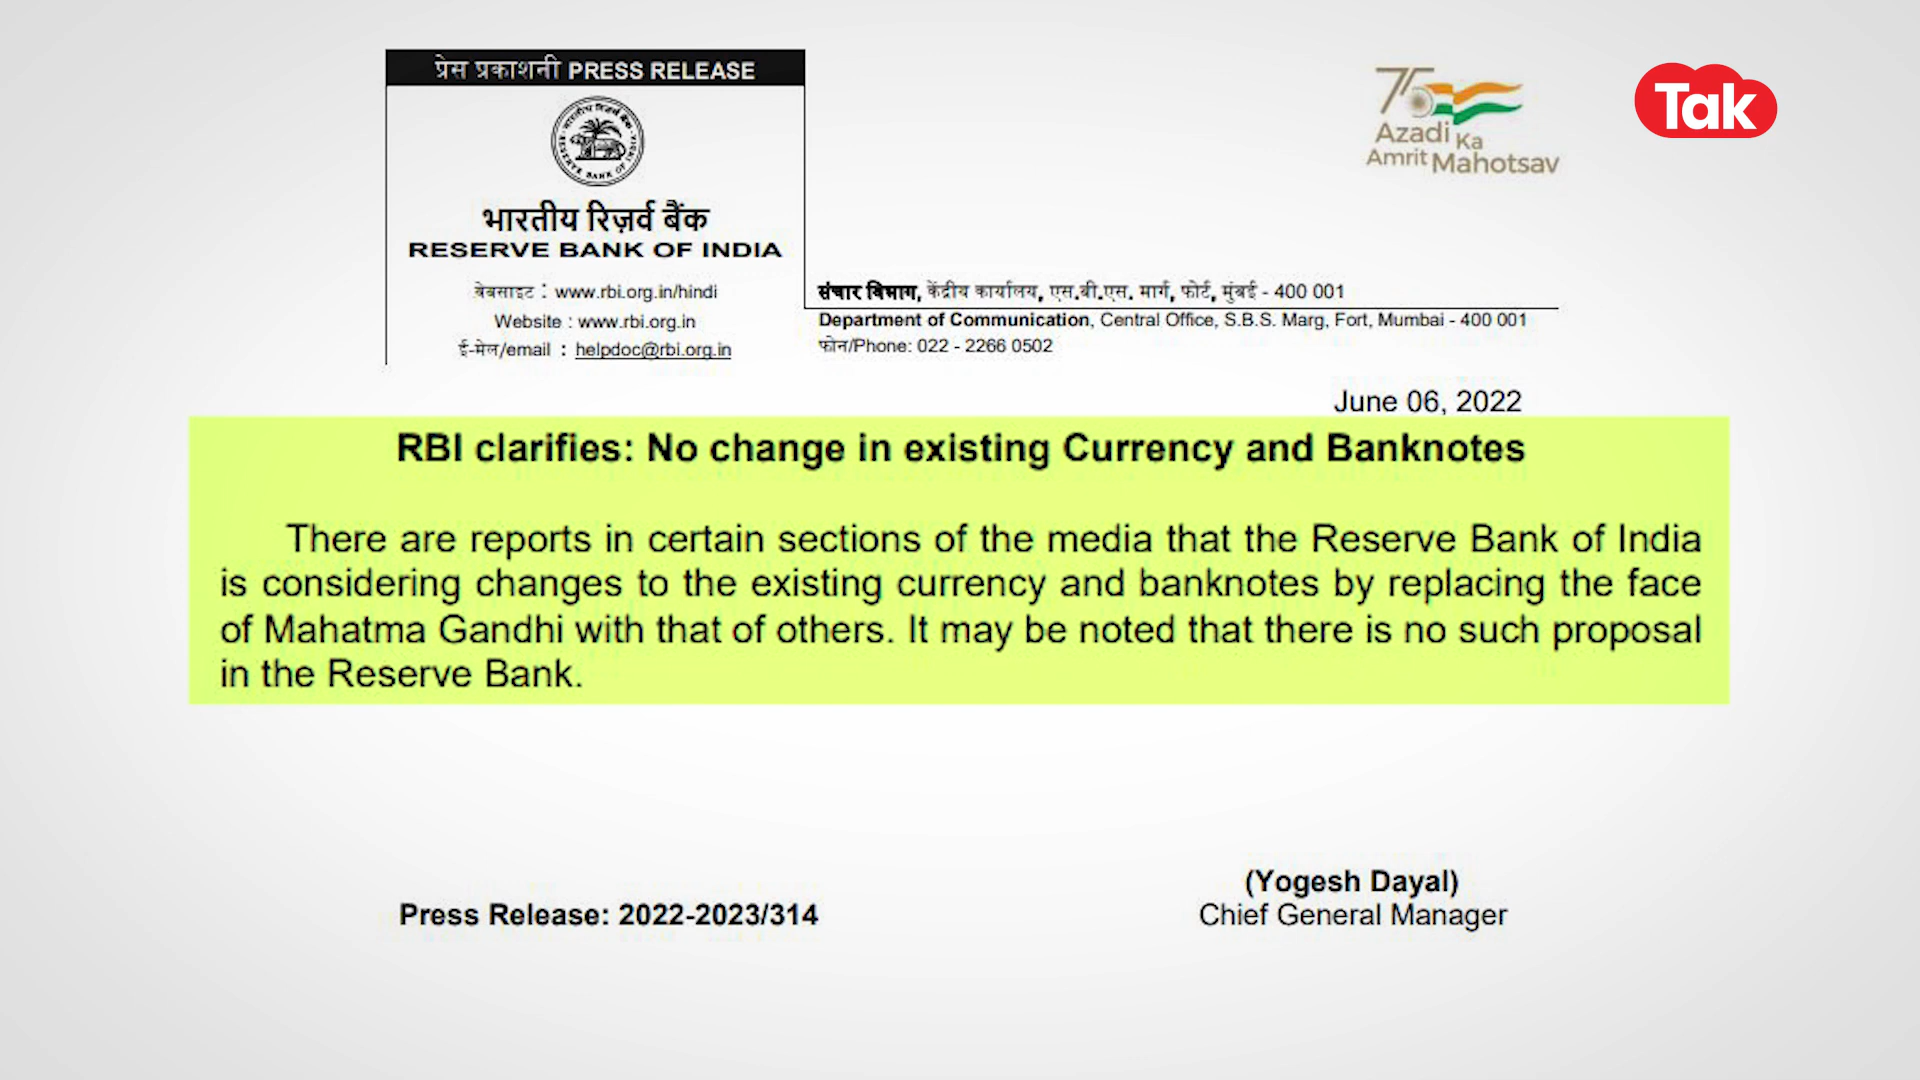 प्रेस प्रकाशनी PRESS RELEASE
भारतीय रिज़र्व बैंक
RESERVE BANK OF INDIA
वेबसाइट : www.rbi.org.in/hindi
Website : www.rbi.org.in
ई-मेल/email : helpdoc@rbi.org.in
75
Azadi Ka
Amrit Mahotsav
Tak
संचार विभाग, केंद्रीय कार्यालय, एस.बी.एस. मार्ग, फोर्ट, मुंबई - 400 001
Department of Communication, Central Office, S.B.S. Marg, Fort, Mumbai - 400 001
फोन/Phone: 022 - 2266 0502
June 06, 2022
RBI clarifies: No change in existing Currency and Banknotes
There are reports in certain sections of the media that the Reserve Bank of India
is considering changes to the existing currency and banknotes by replacing the face
of Mahatma Gandhi with that of others. It may be noted that there is no such proposal
in the Reserve Bank.
(Yogesh Dayal)
Press Release: 2022-2023/314
Chief General Manager